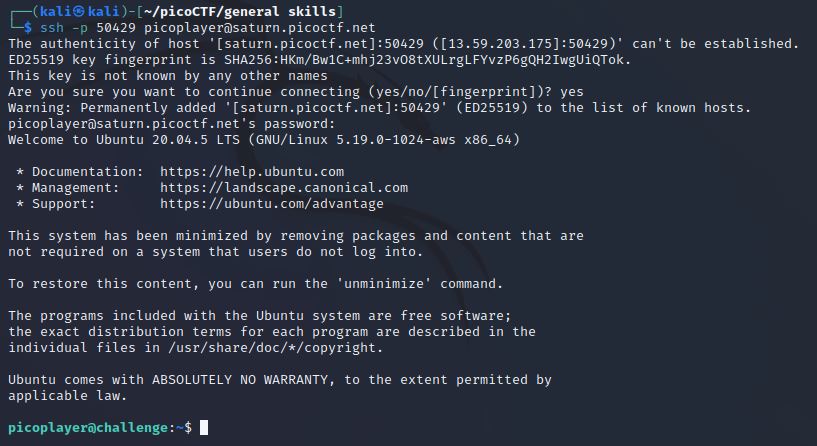 ┌──(kali㉿kali)-[~/picoCTF/general skills]
└─$ ssh -p 50429 picoplayer@saturn.picoctf.net
The authenticity of host '[saturn.picoctf.net]:50429 ([13.59.203.175]:50429)' can't be established.
ED25519 key fingerprint is SHA256:HKm/Bw1C+mhj23vO8tXULrgLFYvzP6gQH2IwgUiQTok.
This key is not known by any other names
Are you sure you want to continue connecting (yes/no/[fingerprint])? yes
Warning: Permanently added '[saturn.picoctf.net]:50429' (ED25519) to the list of known hosts.
picoplayer@saturn.picoctf.net's password:
Welcome to Ubuntu 20.04.5 LTS (GNU/Linux 5.19.0-1024-aws x86_64)

 * Documentation:  https://help.ubuntu.com
 * Management:     https://landscape.canonical.com
 * Support:        https://ubuntu.com/advantage

This system has been minimized by removing packages and content that are
not required on a system that users do not log into.

To restore this content, you can run the 'unminimize' command.

The programs included with the Ubuntu system are free software;
the exact distribution terms for each program are described in the
individual files in /usr/share/doc/*/copyright.

Ubuntu comes with ABSOLUTELY NO WARRANTY, to the extent permitted by
applicable law.

picoplayer@challenge:~$